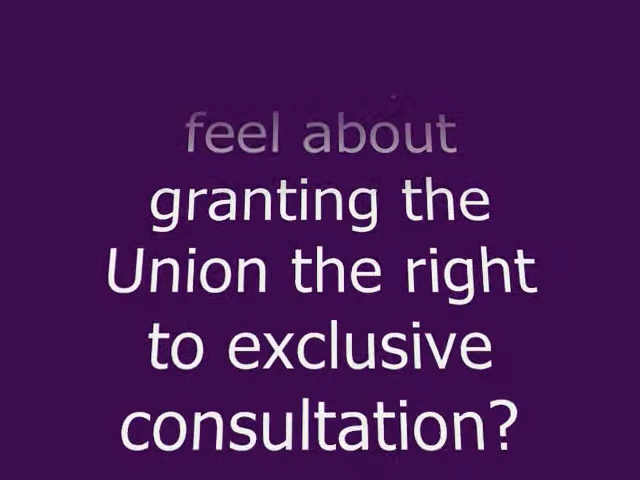 feel about
granting the
Union the right
to exclusive
consultation?